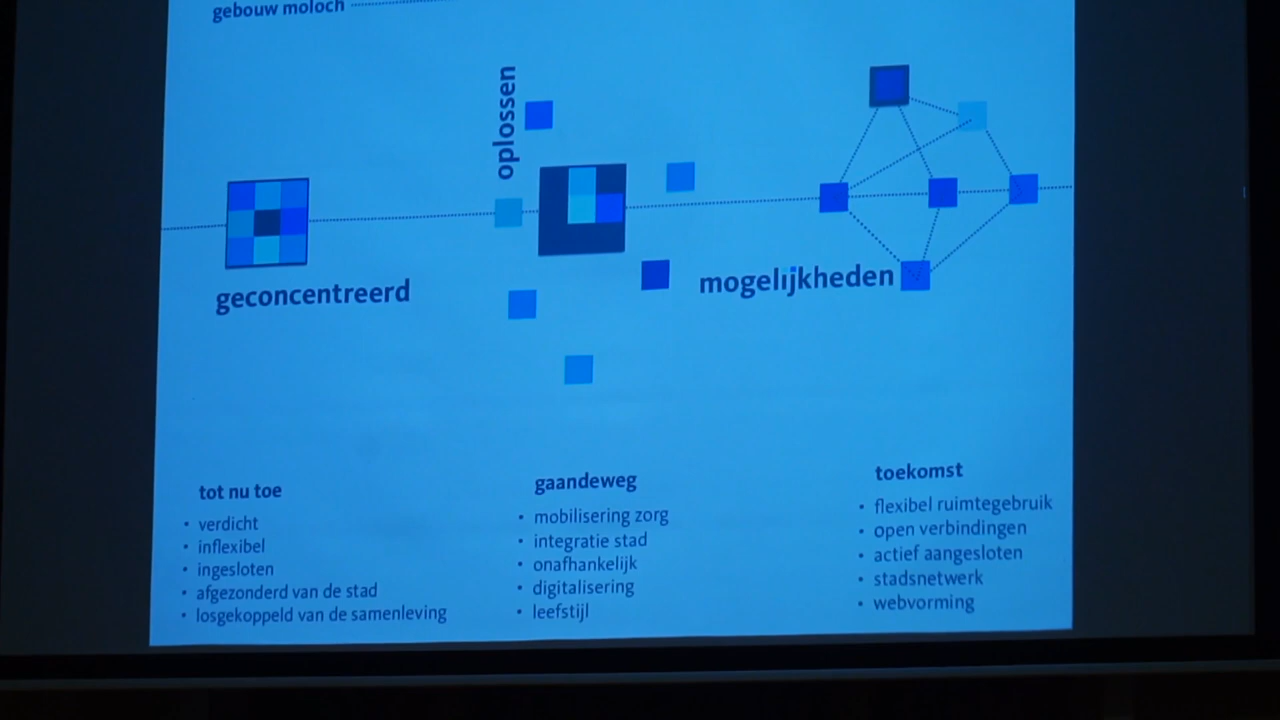 gebouw moloch
oplossen
geconcentreerd
mogelijkheden
tot nu toe
• verdicht
• inflexibel
• ingesloten
• afgezonderd van de stad
• losgekoppeld van de samenleving
gaandeweg
• mobilisering zorg
• integratie stad
• onafhankelijk
• digitalisering
• leefstijl
toekomst
• flexibel ruimtegebruik
• open verbindingen
• actief aangesloten
• stadsnetwerk
• webvorming